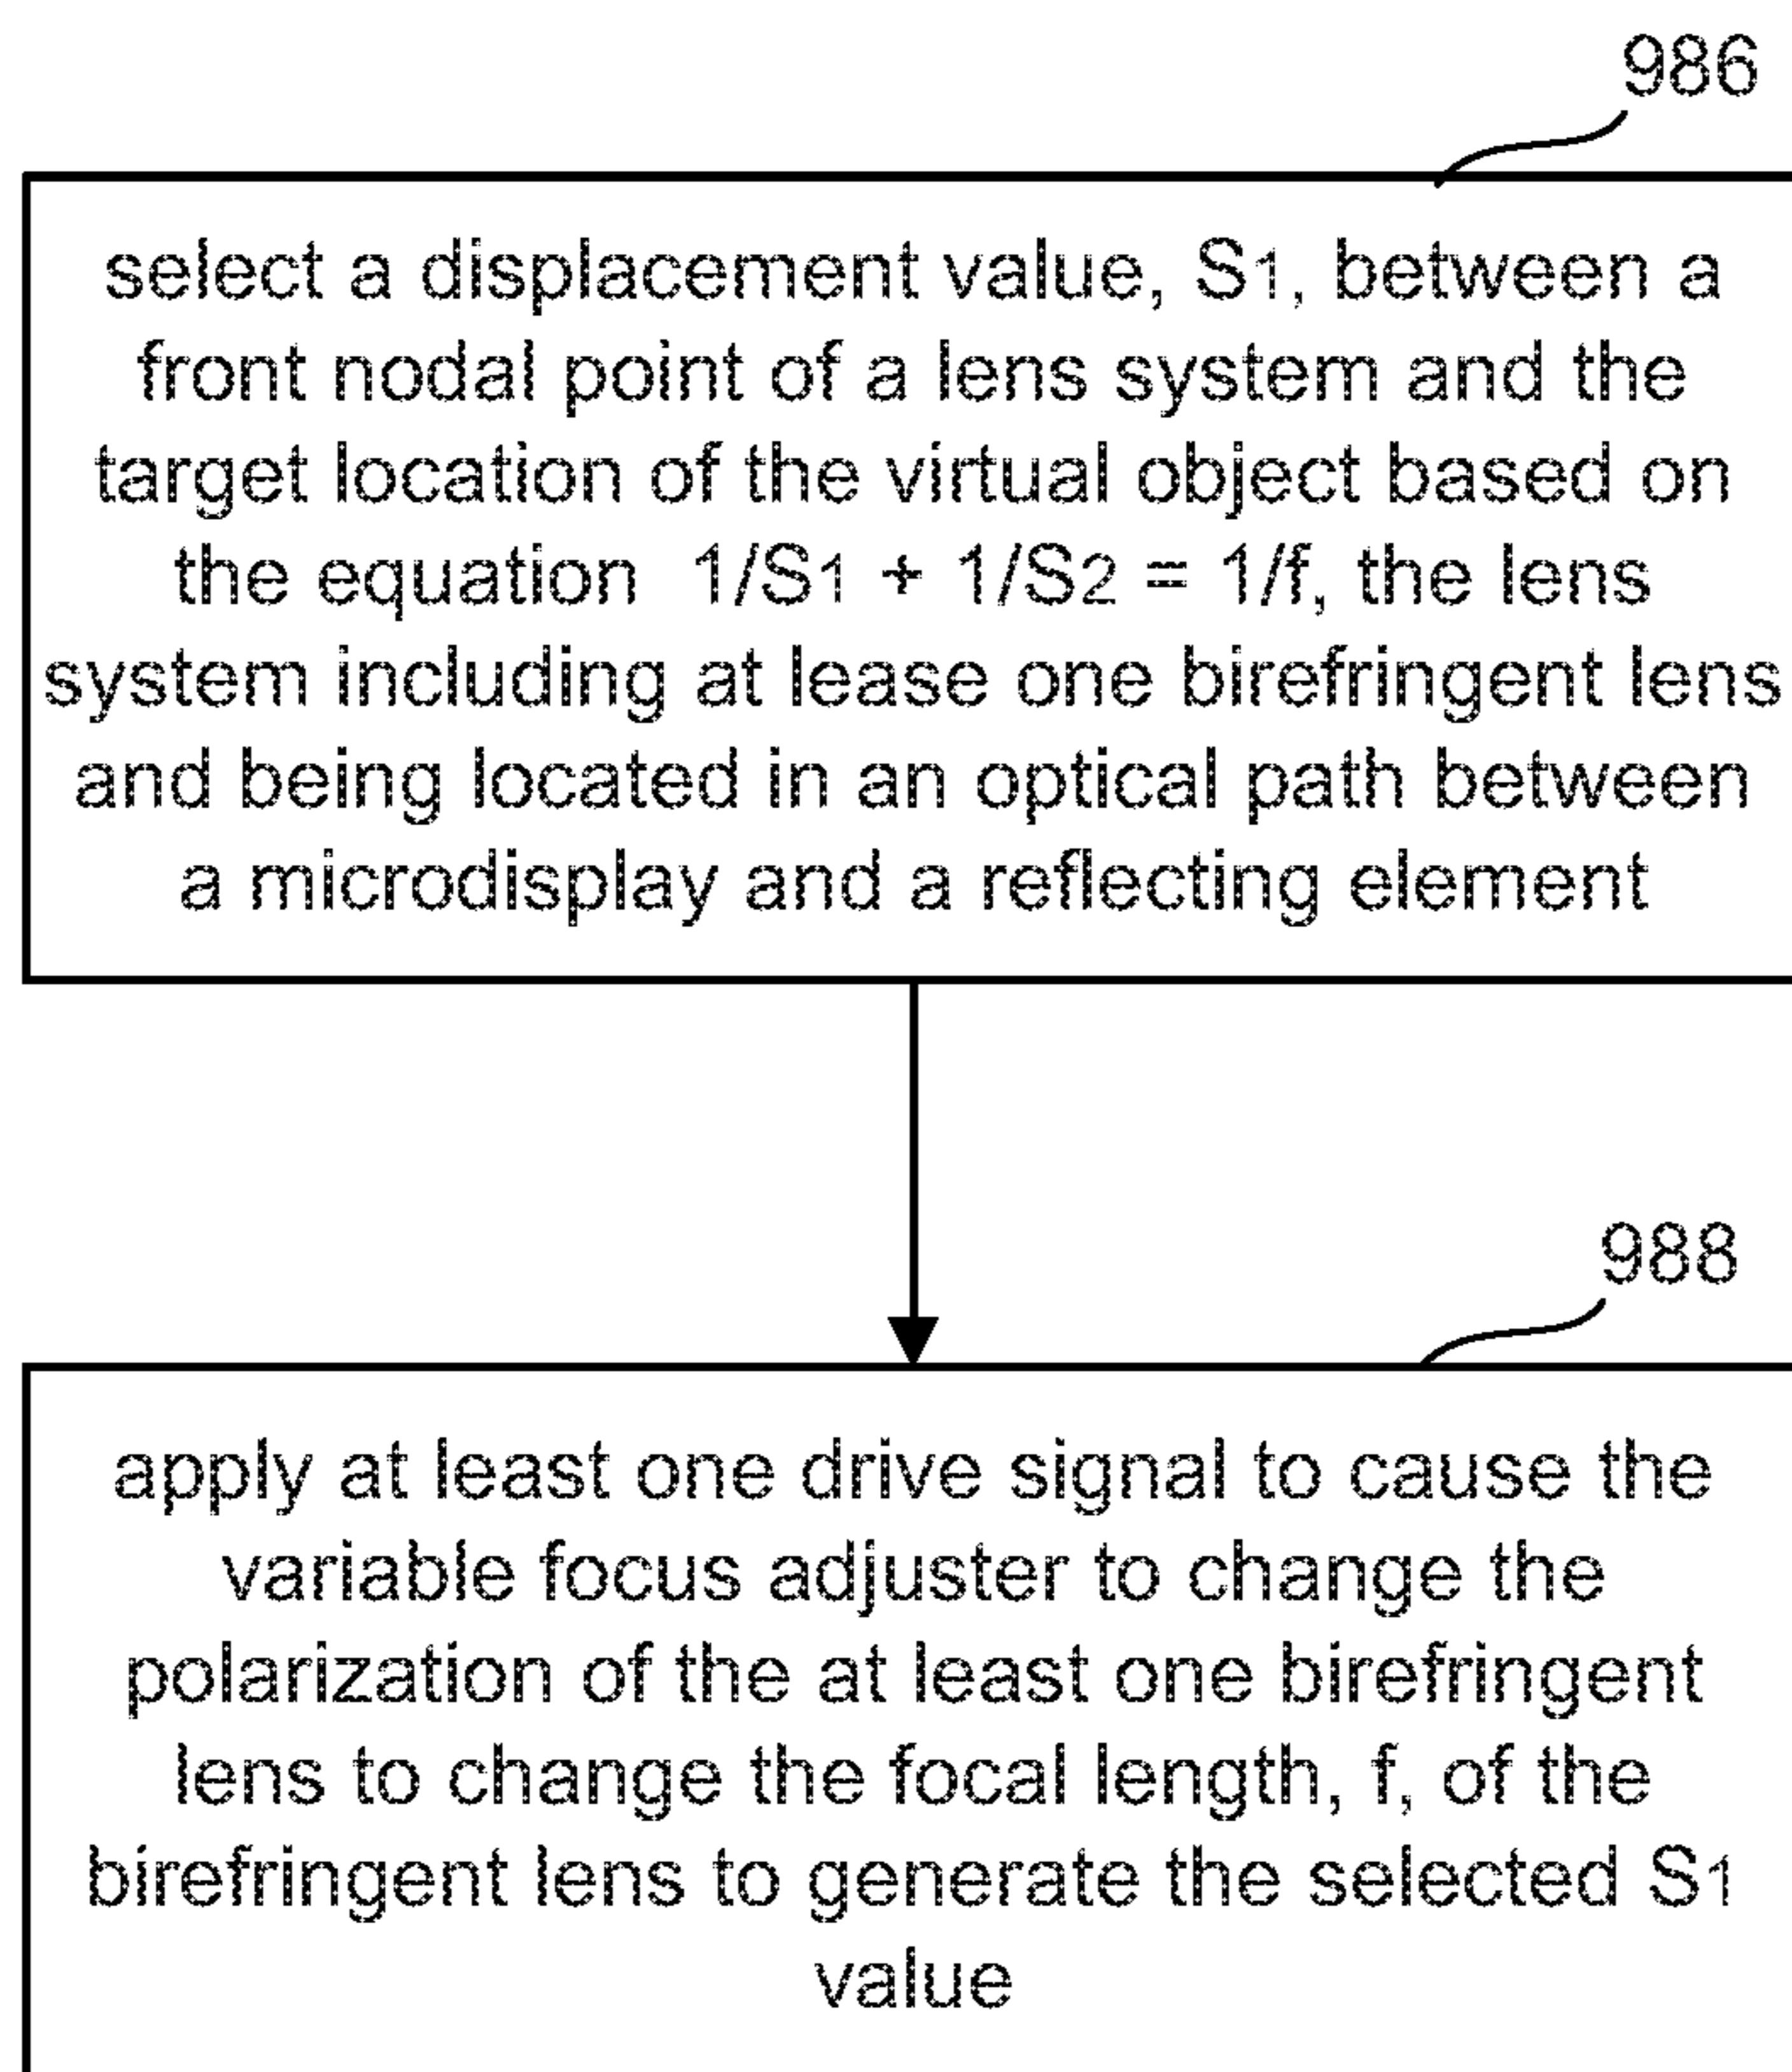 986
select a displacement value, S1, between a
front nodal point of a lens system and the
target location of the virtual object based on
the equation 1/S1 + 1/S2 = 1/f, the lens
system including at lease one birefringent lens
and being located in an optical path between
a microdisplay and a reflecting element
988
apply at least one drive signal to cause the
variable focus adjuster to change the
polarization of the at least one birefringent
lens to change the focal length, f, of the
birefringent lens to generate the selected S1
value